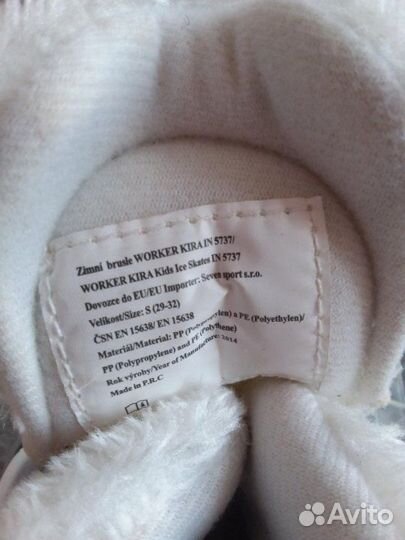 Zimní brusle WORKER KIRA IN 5737/
WORKER KIRA Kids Ice Skates IN 5737
Dovozce do EU/EU Importer: Seven sport s.r.o.
Velikost/Size: S (29-32)
ČSN EN 15638/ EN 15638
Materiál/Material: PP (Polypropylen) a PE (Polyethylen)/
PP (Polypropylene) and PE (Polythene)
Rok výroby/Year of Manufacture: 2014
Made in P.R.C
Avito